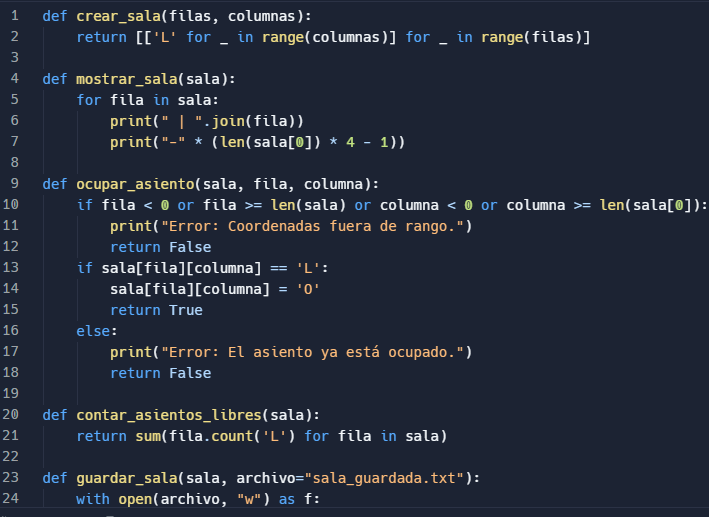 1 def crear_sala(filas, columnas):
2     return [['L' for _ in range(columnas)] for _ in range(filas)]
3
4 def mostrar_sala(sala):
5     for fila in sala:
6         print(" | ".join(fila))
7         print("-" * (len(sala[0]) * 4 - 1))
8
9 def ocupar_asiento(sala, fila, columna):
10     if fila < 0 or fila >= len(sala) or columna < 0 or columna >= len(sala[0]):
11         print("Error: Coordenadas fuera de rango.")
12         return False
13     if sala[fila][columna] == 'L':
14         sala[fila][columna] = 'O'
15         return True
16     else:
17         print("Error: El asiento ya está ocupado.")
18         return False
19
20 def contar_asientos_libres(sala):
21     return sum(fila.count('L') for fila in sala)
22
23 def guardar_sala(sala, archivo="sala_guardada.txt"):
24     with open(archivo, "w") as f: